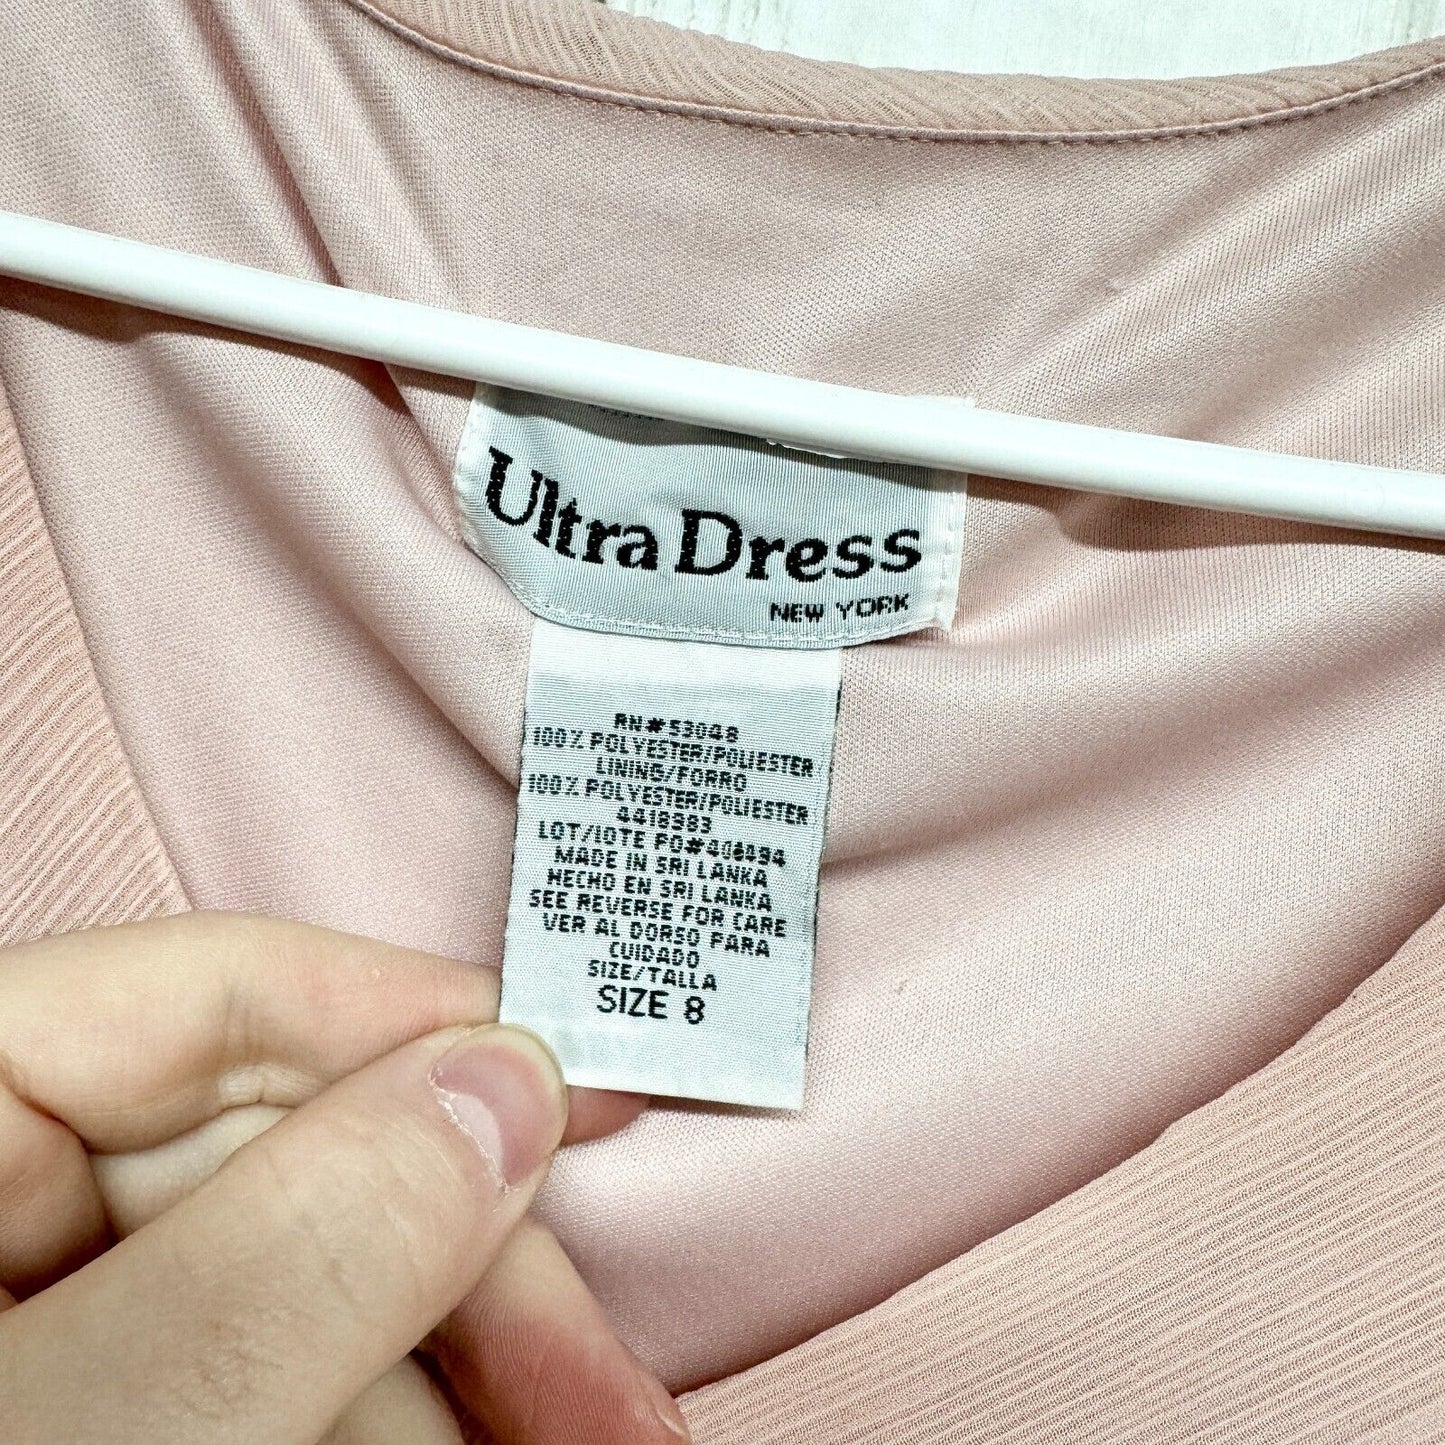 Ultra Dress
NEW YORK
RN#53048
100% POLYESTER/POLIESTER
LINING/FORRO
100% POLYESTER/POLIESTER
4418983
LOT/lOTE PO#408494
MADE IN SRI LANKA
HECHO EN SRI LANKA
SEE REVERSE FOR CARE
VER AL DORSO PARA
CUIDADO
SIZE/TALLA
SIZE 8